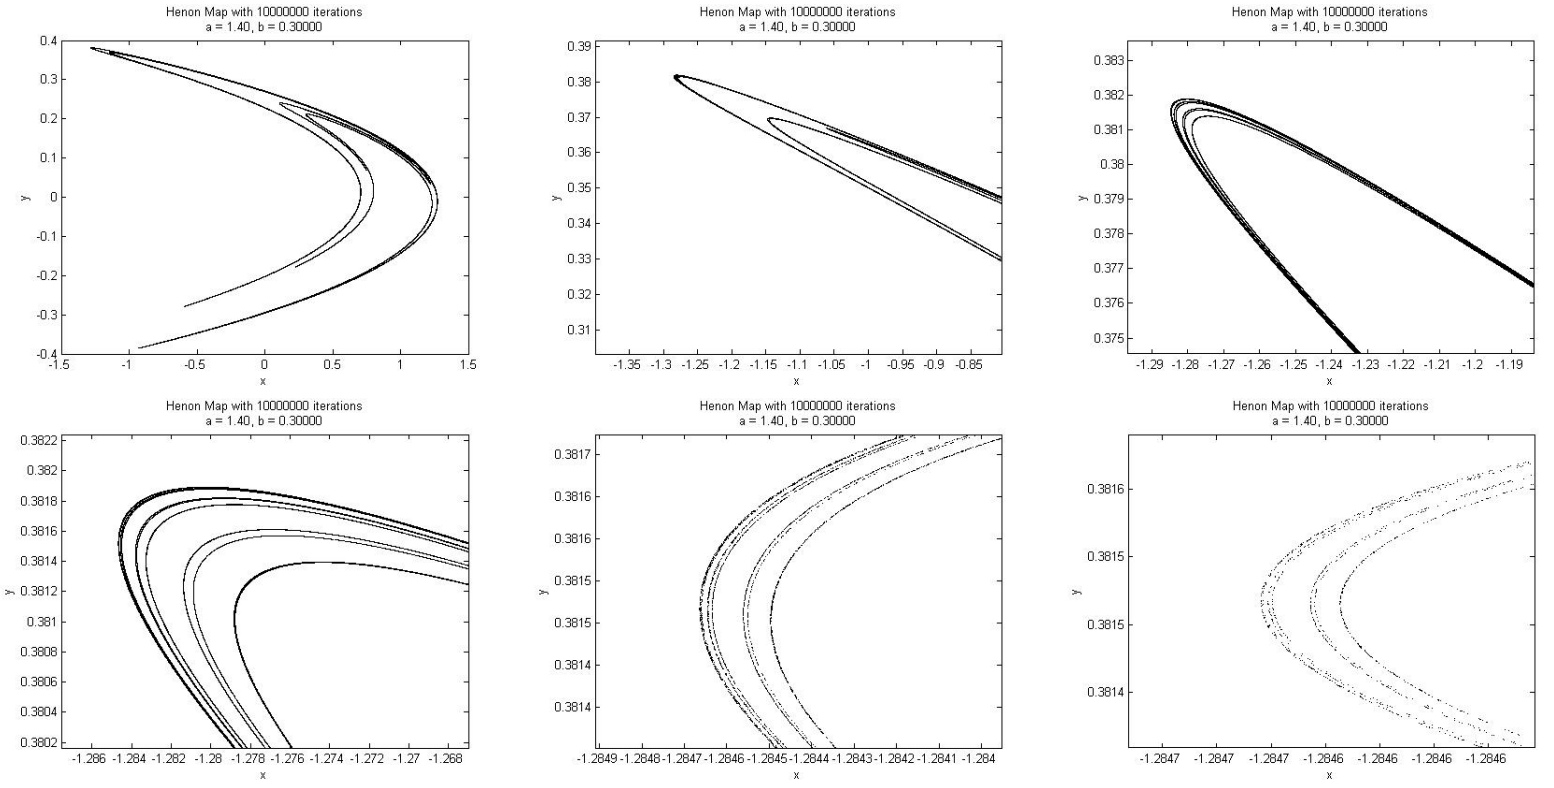 Henon Map with 10000000 iterations
a = 1.40, b = 0.30000
0.4
0.3
0.2
0.1
0
-0.1
-0.2
-0.3
-0.4
y
-1.5 -1 -0.5 0 0.5 1 1.5
x
Henon Map with 10000000 iterations
a = 1.40, b = 0.30000
0.39
0.38
0.37
0.36
0.35
0.34
0.33
0.32
0.31
y
-1.35 -1.3 -1.25 -1.2 -1.15 -1.1 -1.05 -1 -0.95 -0.9 -0.85
x
Henon Map with 10000000 iterations
a = 1.40, b = 0.30000
0.383
0.382
0.381
0.38
0.379
0.378
0.377
0.376
0.375
y
-1.29 -1.28 -1.27 -1.26 -1.25 -1.24 -1.23 -1.22 -1.21 -1.2 -1.19
x
Henon Map with 10000000 iterations
a = 1.40, b = 0.30000
0.3822
0.382
0.3818
0.3816
0.3814
0.3812
0.381
0.3808
0.3806
0.3804
0.3802
y
-1.286 -1.284 -1.282 -1.28 -1.278 -1.276 -1.274 -1.272 -1.27 -1.268
x
Henon Map with 10000000 iterations
a = 1.40, b = 0.30000
0.3817
0.3816
0.3816
0.3815
0.3815
0.3814
0.3814
y
-1.2849 -1.2848 -1.2847 -1.2846 -1.2845 -1.2844 -1.2843 -1.2842 -1.2841 -1.284
x
Henon Map with 10000000 iterations
a = 1.40, b = 0.30000
0.3816
0.3815
0.3815
0.3814
y
-1.2847 -1.2847 -1.2847 -1.2846 -1.2846 -1.2846 -1.2846
x